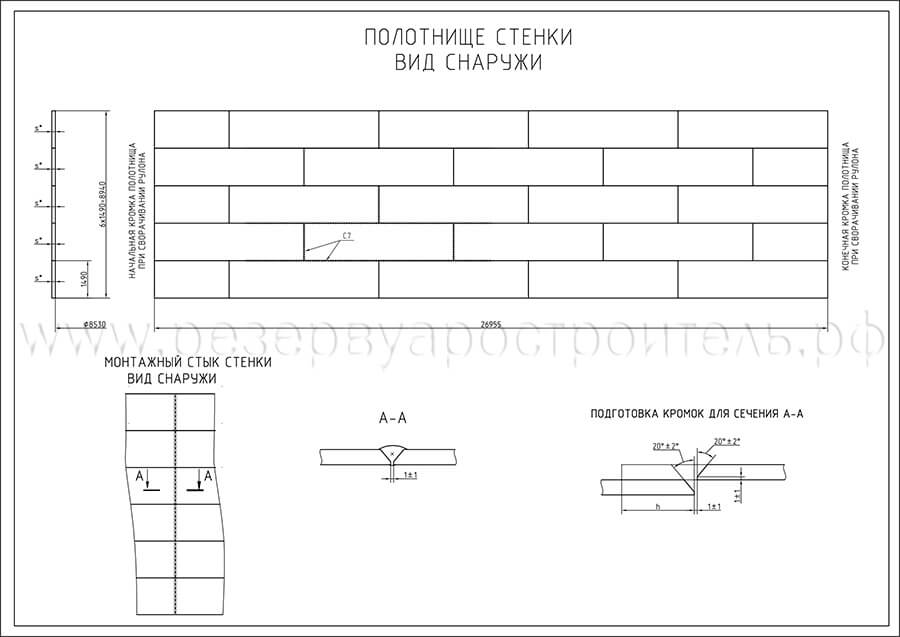 ПОЛОТНИЩЕ СТЕНКИ
ВИД СНАРУЖИ
s*
s*
s*
s*
s*
6x1490=8940
1490
⌀8530
НАЧАЛЬНАЯ КРОМКА ПОЛОТНИЩА
ПРИ СВОРАЧИВАНИИ РУЛОНА
С7
КОНЕЧНАЯ КРОМКА ПОЛОТНИЩА
ПРИ СВОРАЧИВАНИИ РУЛОНА
26955
www.резервуаростроитель.рф
МОНТАЖНЫЙ СТЫК СТЕНКИ
ВИД СНАРУЖИ
А
А
А-А
1±1
ПОДГОТОВКА КРОМОК ДЛЯ СЕЧЕНИЯ А-А
20°±2°
20°±2°
h
1±1
1±1